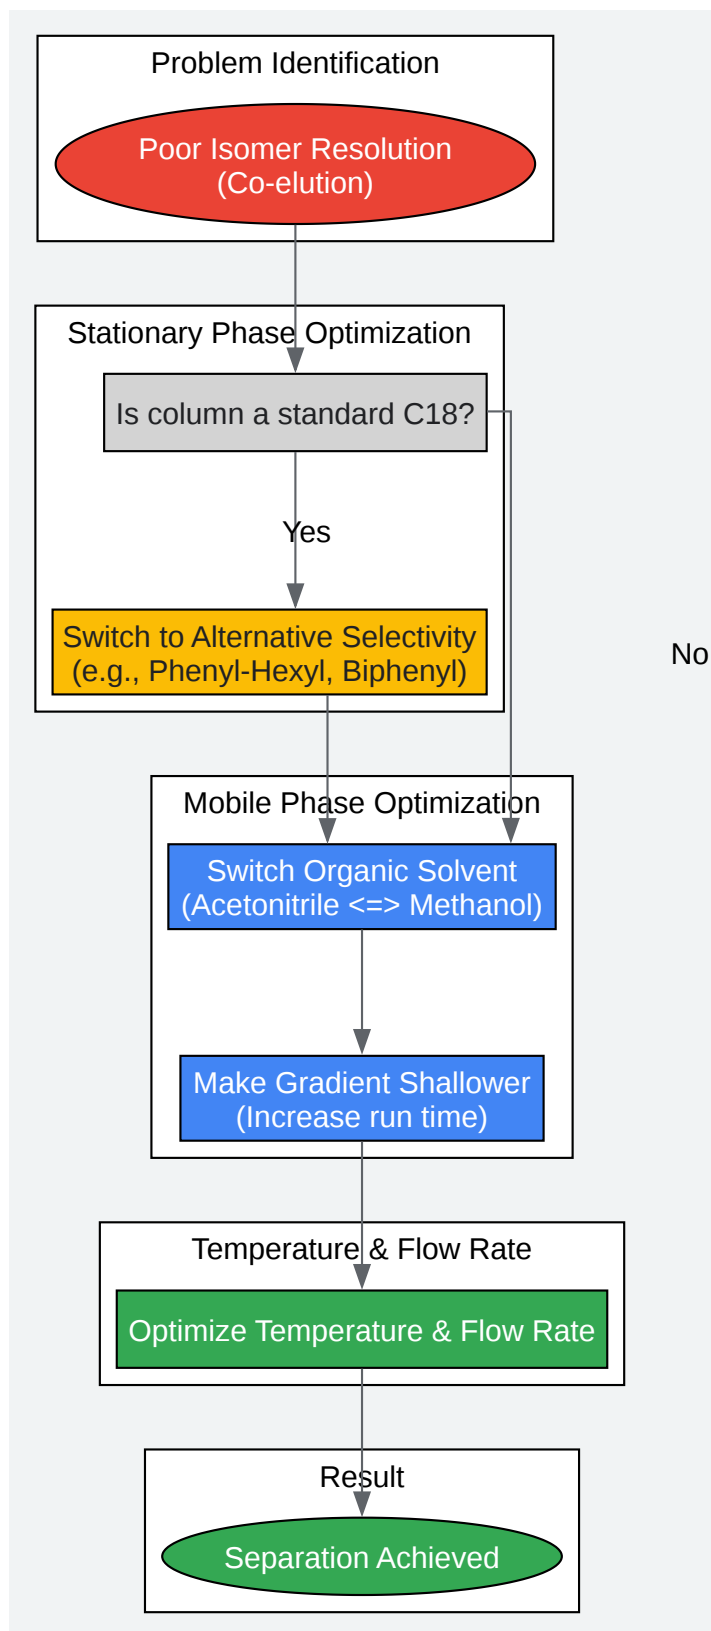 Problem Identification
Poor Isomer Resolution
(Co-elution)
Stationary Phase Optimization
Is column a standard C18?
Yes
Switch to Alternative Selectivity
(e.g., Phenyl-Hexyl, Biphenyl)
No
Mobile Phase Optimization
Switch Organic Solvent
(Acetonitrile <=> Methanol)
Make Gradient Shallower
(Increase run time)
Temperature & Flow Rate
Optimize Temperature & Flow Rate
Result
Separation Achieved